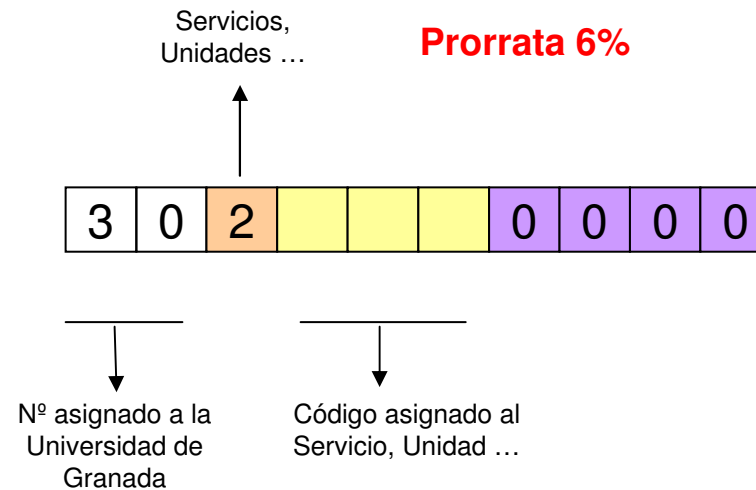 Servicios,
Unidades …
Prorrata 6%
3 0 2 0 0 0 0
Nº asignado a la
Universidad de
Granada
Código asignado al
Servicio, Unidad …